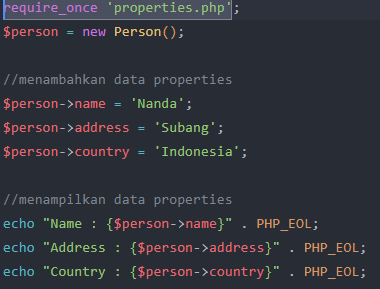 require_once 'properties.php';
$person = new Person();
//menambahkan data properties
$person->name = 'Nanda';
$person->address = 'Subang';
$person->country = 'Indonesia';
//menampilkan data properties
echo "Name : {$person->name}" . PHP_EOL;
echo "Address : {$person->address}" . PHP_EOL;
echo "Country : {$person->country}" . PHP_EOL;